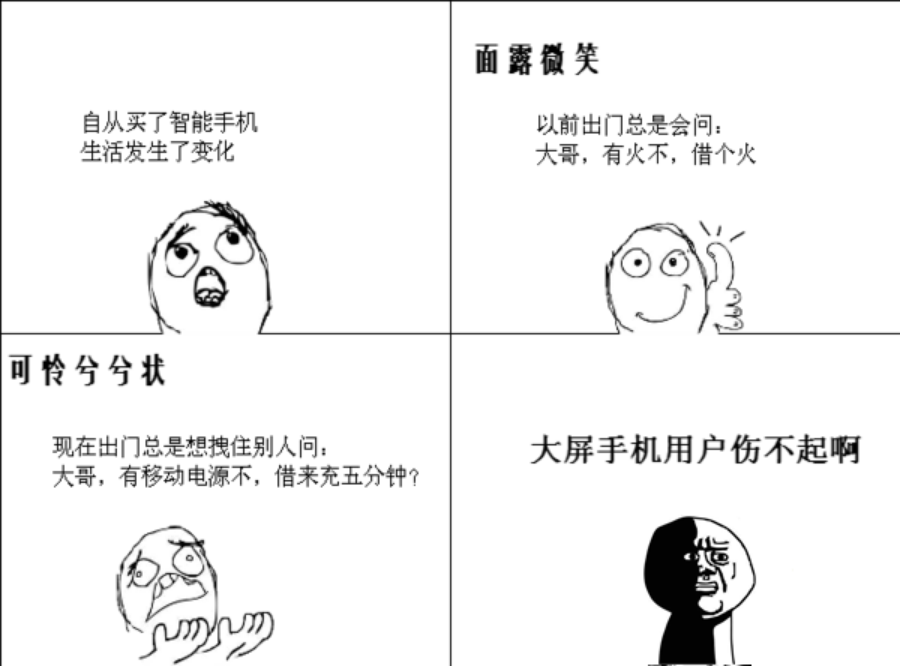 自从买了智能手机
生活发生了变化
面露微笑
以前出门总是会问：
大哥，有火不，借个火
可怜兮兮状
现在出门总是想拽住别人问：
大哥，有移动电源不，借来充五分钟？
大屏手机用户伤不起啊